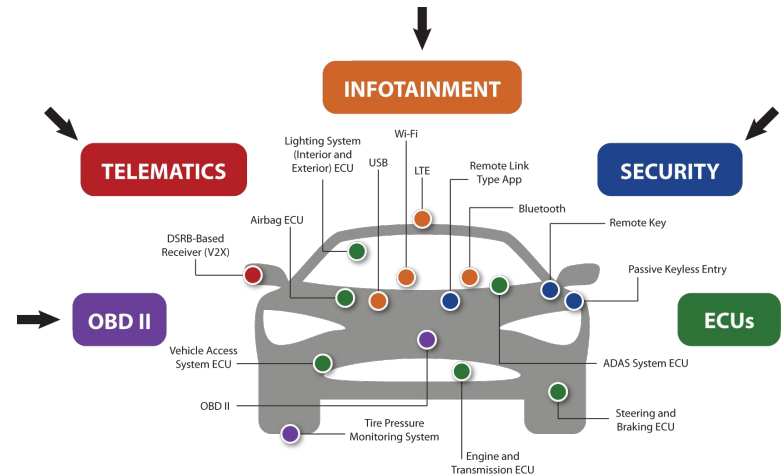 INFOTAINMENT
TELEMATICS
SECURITY
OBD II
ECUs
Lighting System
(Interior and
Exterior) ECU
USB
Wi-Fi
LTE
Remote Link
Type App
Bluetooth
Remote Key
Airbag ECU
DSRB-Based
Receiver (V2X)
Passive Keyless Entry
Vehicle Access
System ECU
ADAS System ECU
OBD II
Tire Pressure
Monitoring System
Engine and
Transmission ECU
Steering and
Braking ECU